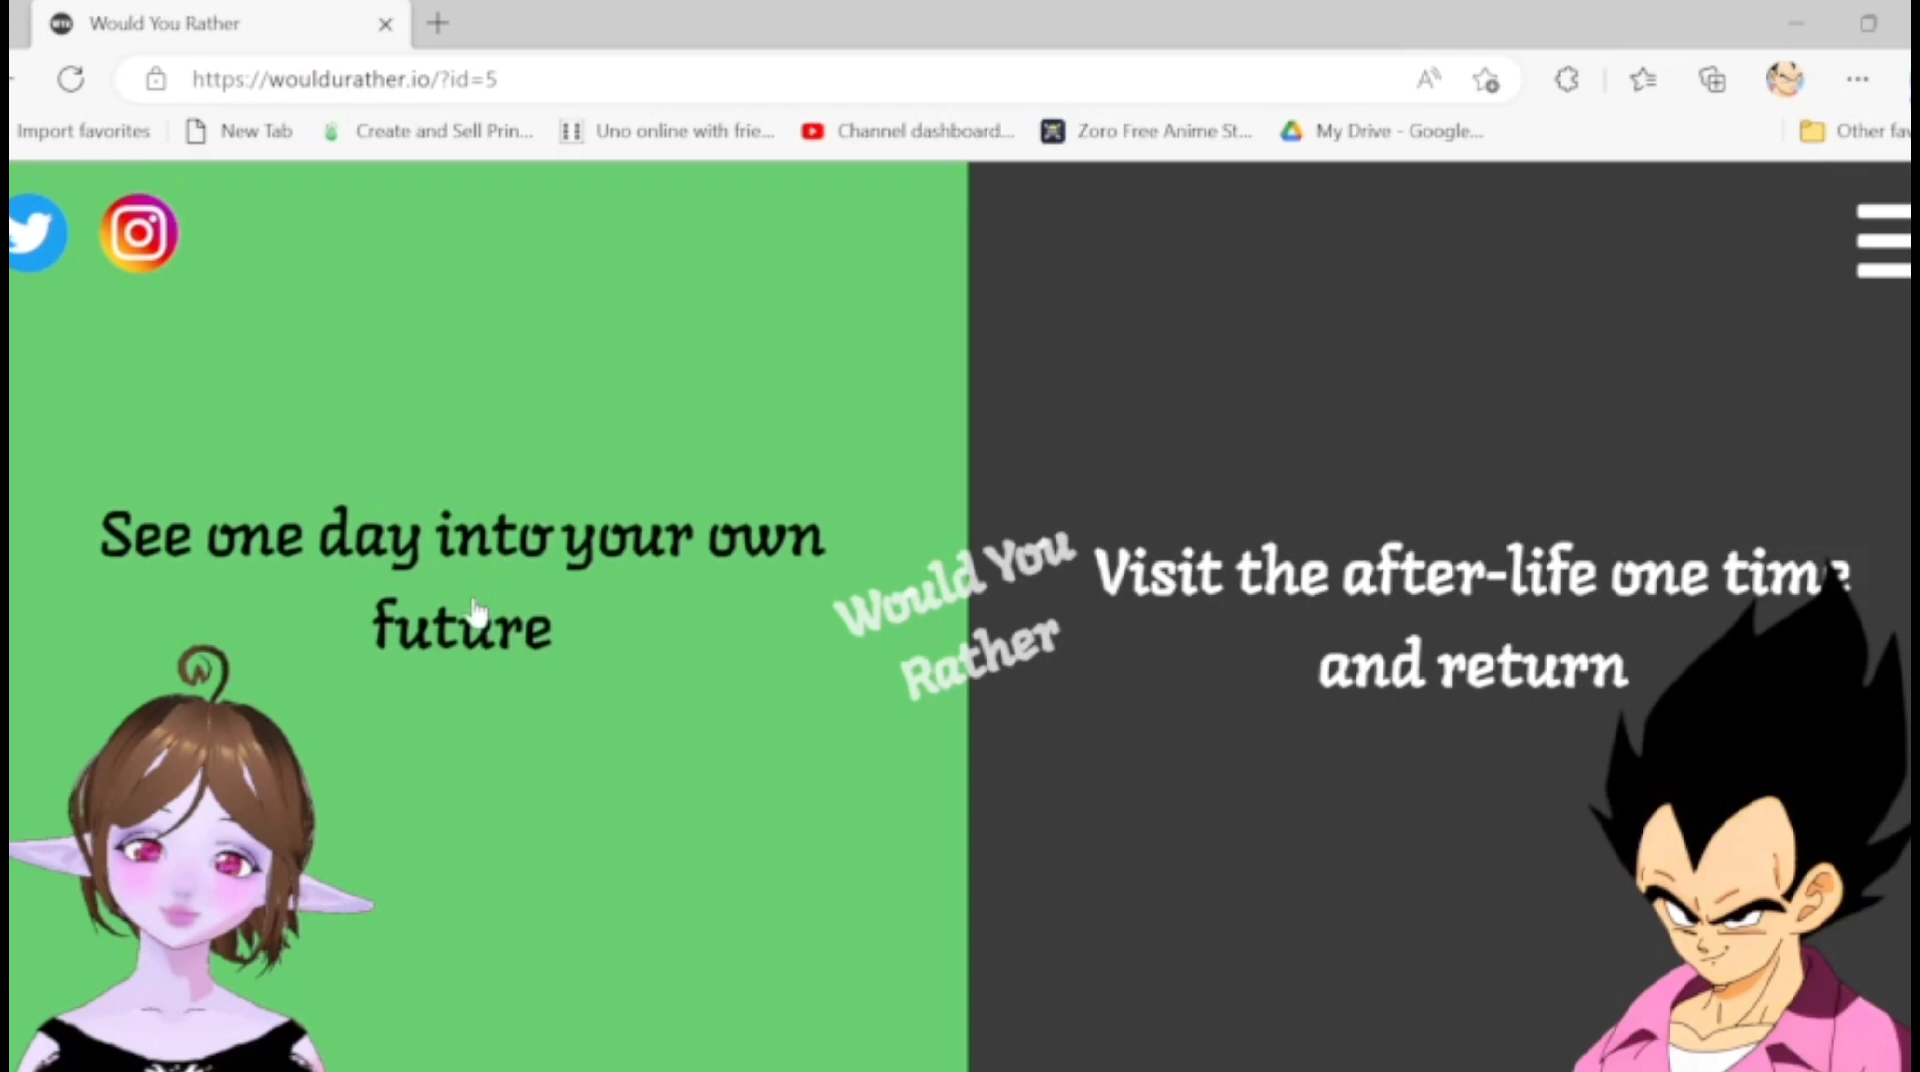 Would You Rather
https://wouldurather.io/?id=5
Import favorites
New Tab
Create and Sell Prin...
Uno online with frie...
Channel dashboard...
Zoro Free Anime St...
My Drive - Google...
Other fav
See one day into your own
future
Would You
Rather
Visit the after-life one time
and return